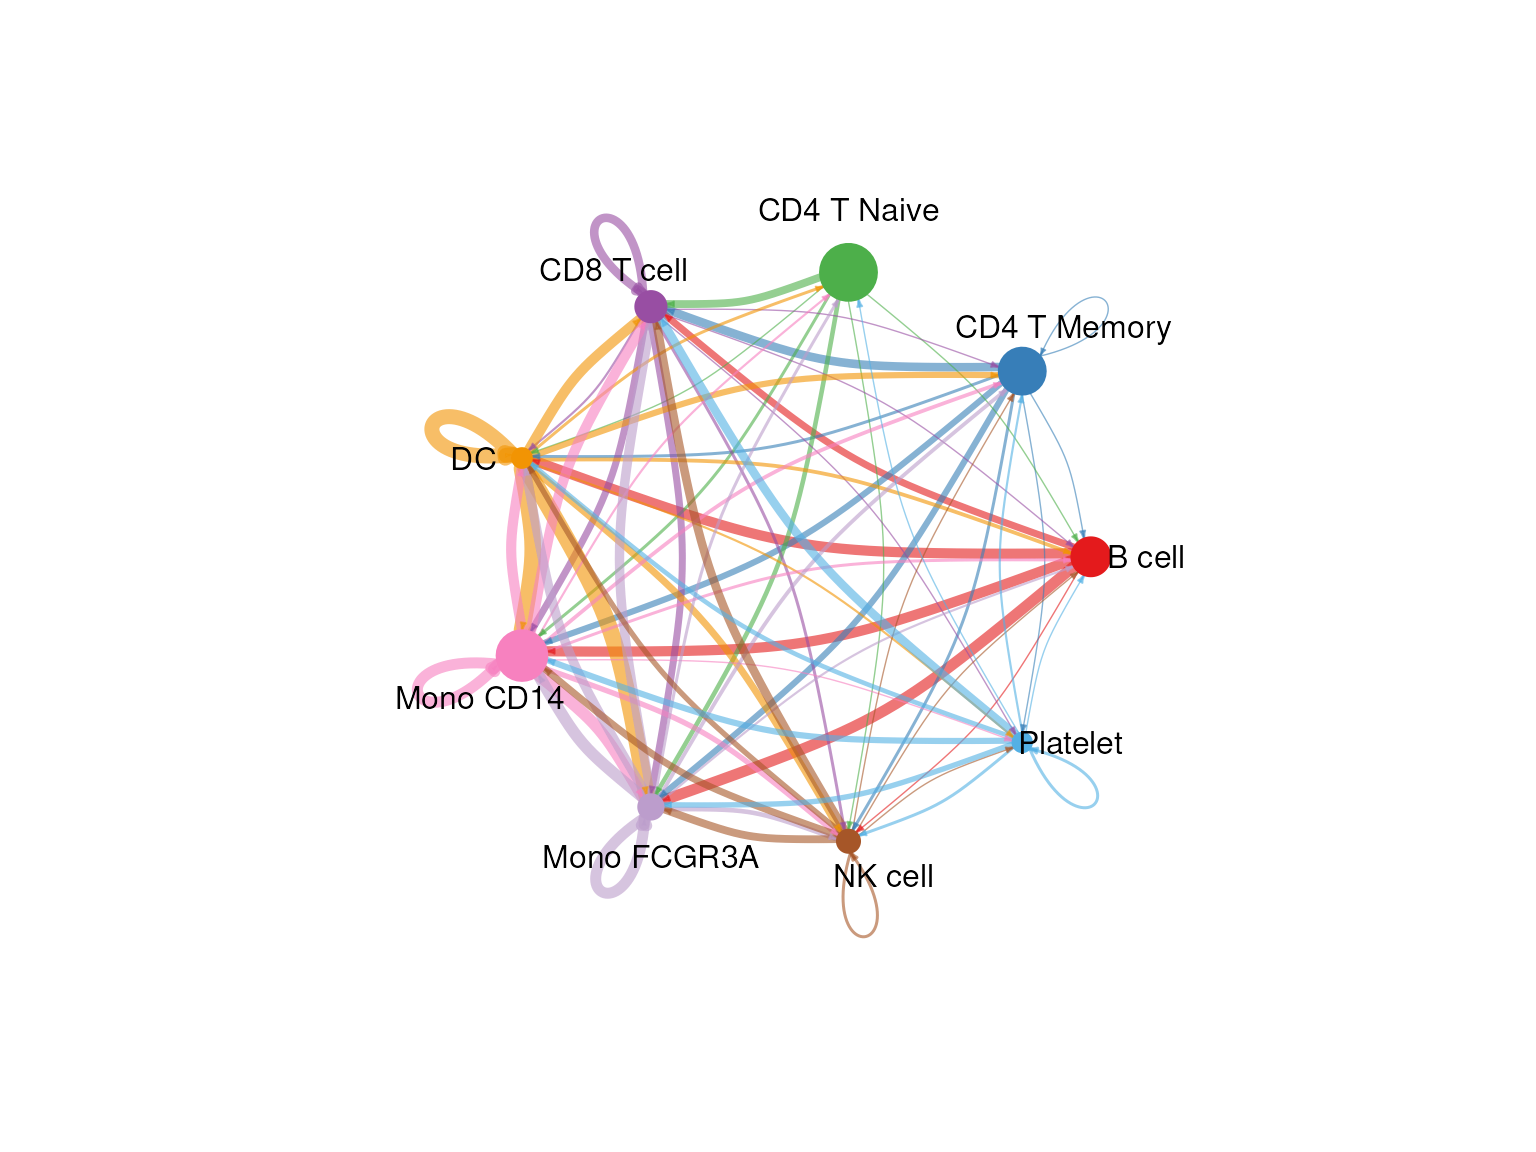 CD4 T Naive
CD8 T cell
CD4 T Memory
DC
B cell
Mono CD14
Platelet
Mono FCGR3A
NK cell